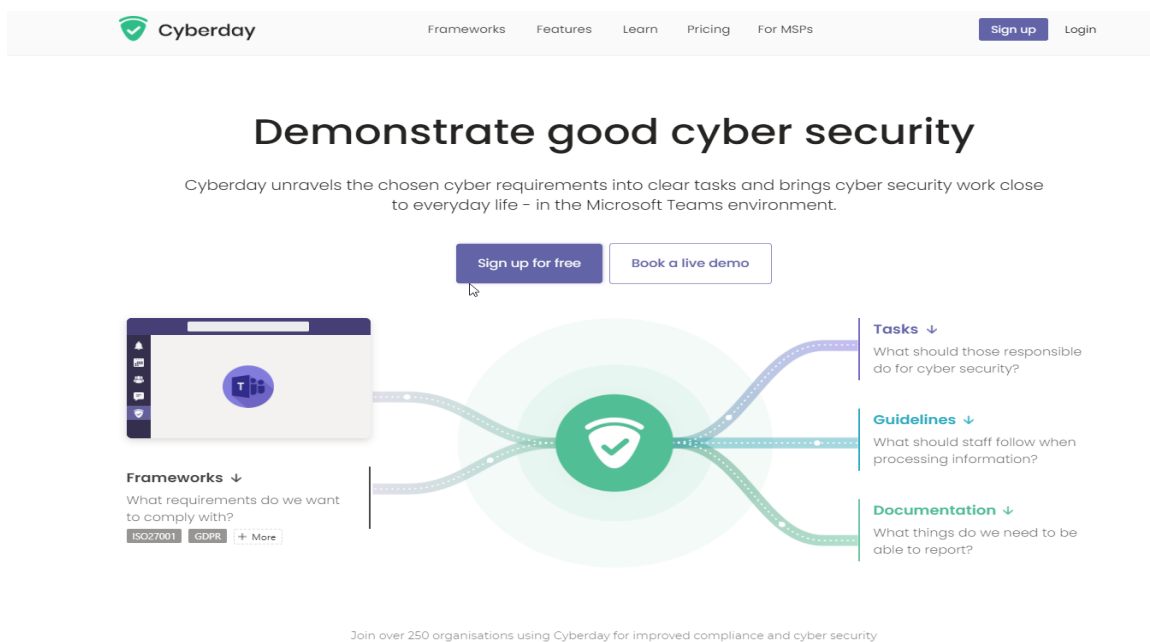 Cyberday
Frameworks Features Learn Pricing For MSPs
Sign up Login
Demonstrate good cyber security
Cyberday unravels the chosen cyber requirements into clear tasks and brings cyber security work close
to everyday life - in the Microsoft Teams environment.
Sign up for free
Book a live demo
T
Frameworks ↓
What requirements do we want
to comply with?
ISO27001 GDPR + More
Tasks ↓
What should those responsible
do for cyber security?
Guidelines ↓
What should staff follow when
processing information?
Documentation ↓
What things do we need to be
able to report?
Join over 250 organisations using Cyberday for improved compliance and cyber security